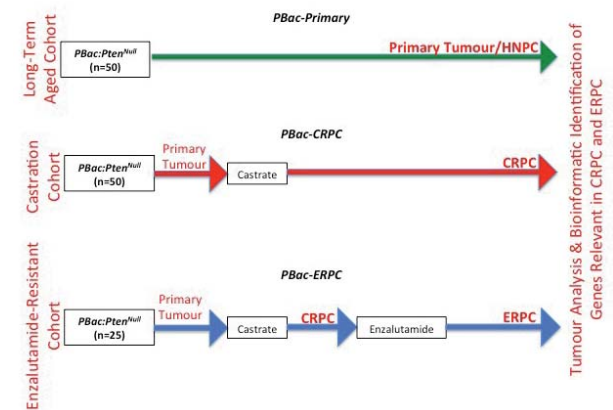 PBac-Primary
Long-Term
Aged Cohort
PBac:Pten^Null
(n=50)
Primary Tumour/HNPC
PBac-CRPC
Castration
Cohort
PBac:Pten^Null
(n=50)
Primary
Tumour
Castrate
CRPC
PBac-ERPC
Enzalutamide-Resistant
Cohort
PBac:Pten^Null
(n=25)
Primary
Tumour
Castrate
CRPC
Enzalutamide
ERPC
Tumour Analysis & Bioinformatic Identification of
Genes Relevant in CRPC and ERPC